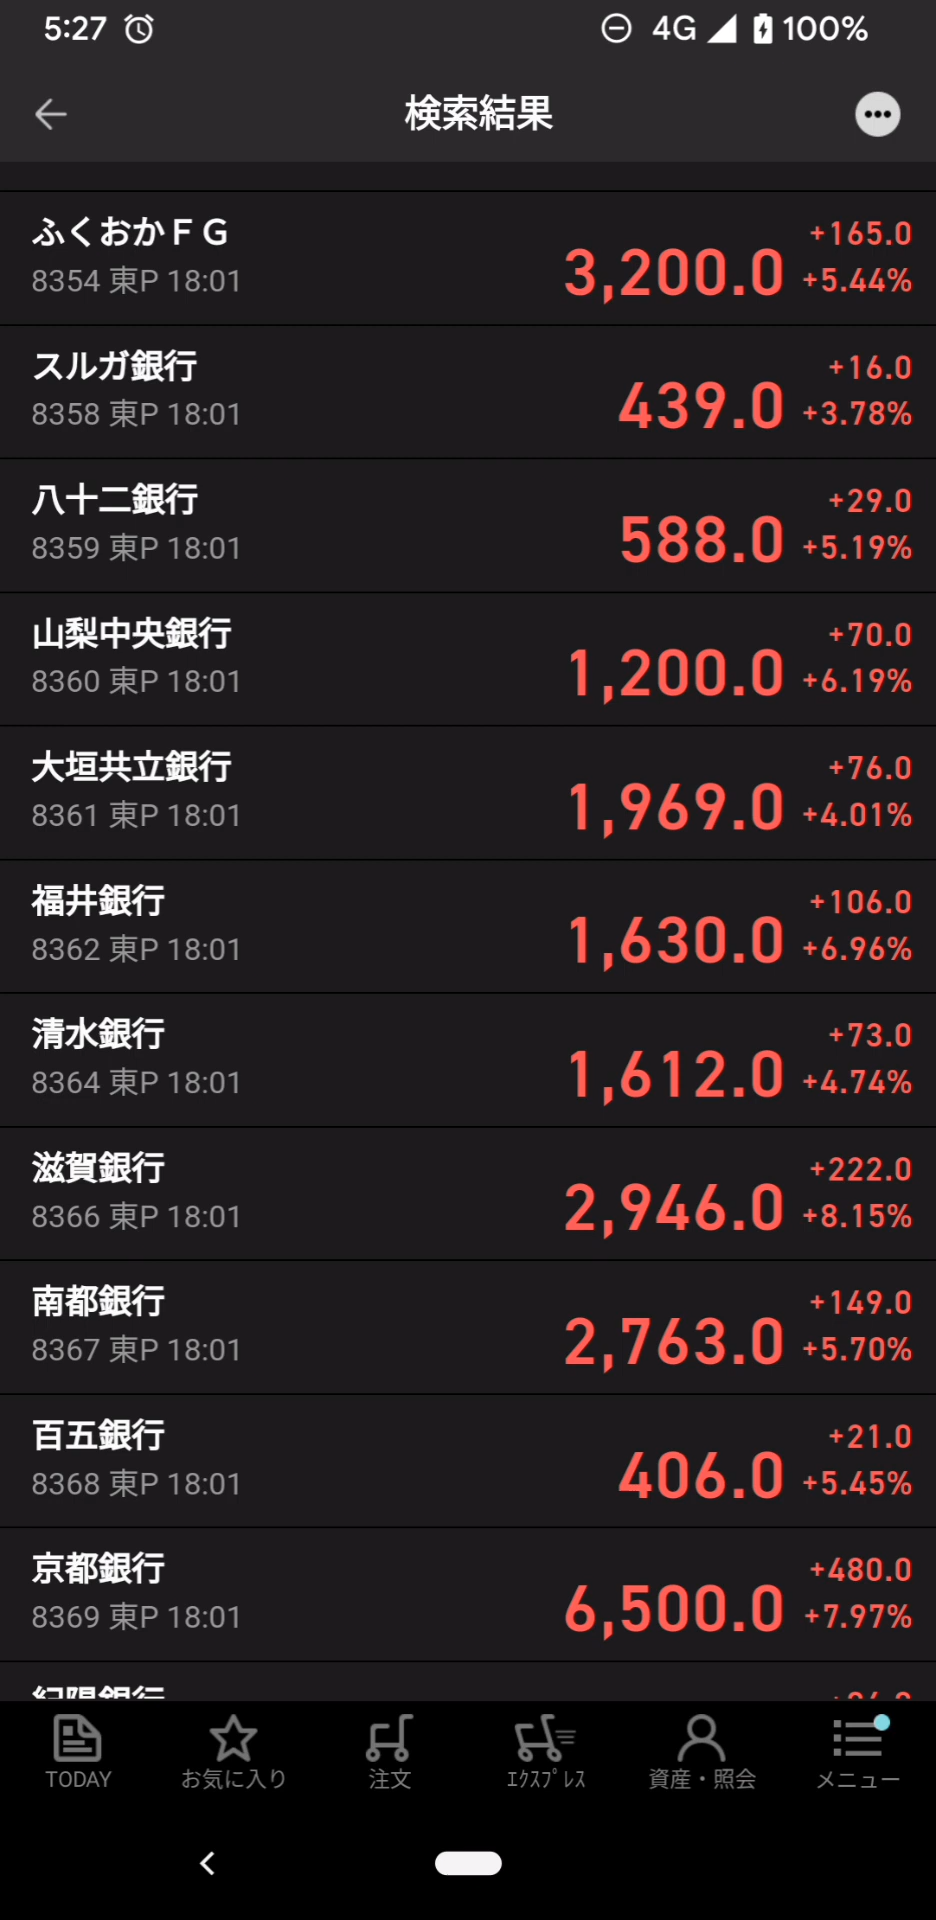 5:27 4G 100%
検索結果
ふくおかＦＧ
8354 東P 18:01
3,200.0
+165.0
+5.44%
スルガ銀行
8358 東P 18:01
439.0
+16.0
+3.78%
八十二銀行
8359 東P 18:01
588.0
+29.0
+5.19%
山梨中央銀行
8360 東P 18:01
1,200.0
+70.0
+6.19%
大垣共立銀行
8361 東P 18:01
1,969.0
+76.0
+4.01%
福井銀行
8362 東P 18:01
1,630.0
+106.0
+6.96%
清水銀行
8364 東P 18:01
1,612.0
+73.0
+4.74%
滋賀銀行
8366 東P 18:01
2,946.0
+222.0
+8.15%
南都銀行
8367 東P 18:01
2,763.0
+149.0
+5.70%
百五銀行
8368 東P 18:01
406.0
+21.0
+5.45%
京都銀行
8369 東P 18:01
6,500.0
+480.0
+7.97%
紀陽銀行
TODAY お気に入り 注文 ｴｸｽﾌﾟﾚｽ 資産・照会 メニュー